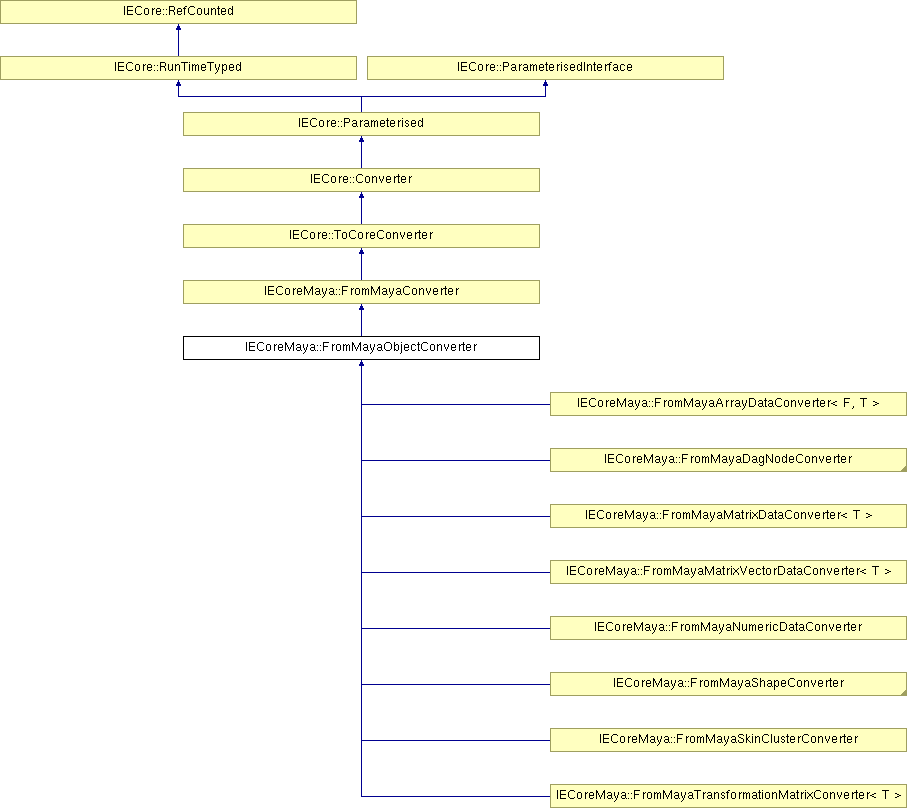 IECore::RefCounted
IECore::RunTimeTyped
IECore::ParameterisedInterface
IECore::Parameterised
IECore::Converter
IECore::ToCoreConverter
IECoreMaya::FromMayaConverter
IECoreMaya::FromMayaObjectConverter
IECoreMaya::FromMayaArrayDataConverter< F, T >
IECoreMaya::FromMayaDagNodeConverter
IECoreMaya::FromMayaMatrixDataConverter< T >
IECoreMaya::FromMayaMatrixVectorDataConverter< T >
IECoreMaya::FromMayaNumericDataConverter
IECoreMaya::FromMayaShapeConverter
IECoreMaya::FromMayaSkinClusterConverter
IECoreMaya::FromMayaTransformationMatrixConverter< T >